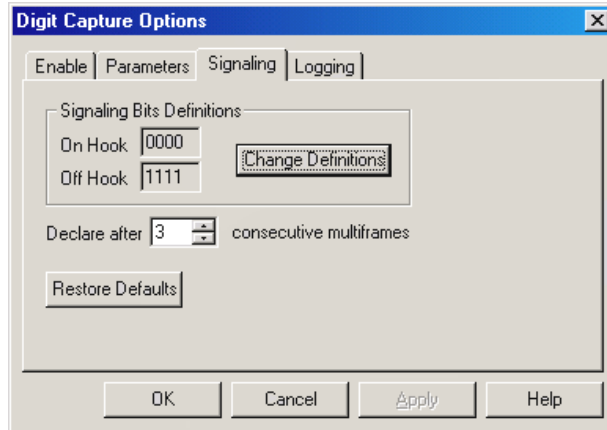 Digit Capture Options
Enable Parameters Signaling Logging
Signaling Bits Definitions
On Hook 0000
Change Definitions
Off Hook 1111
Declare after 3 consecutive multiframes
Restore Defaults
OK Cancel Apply Help